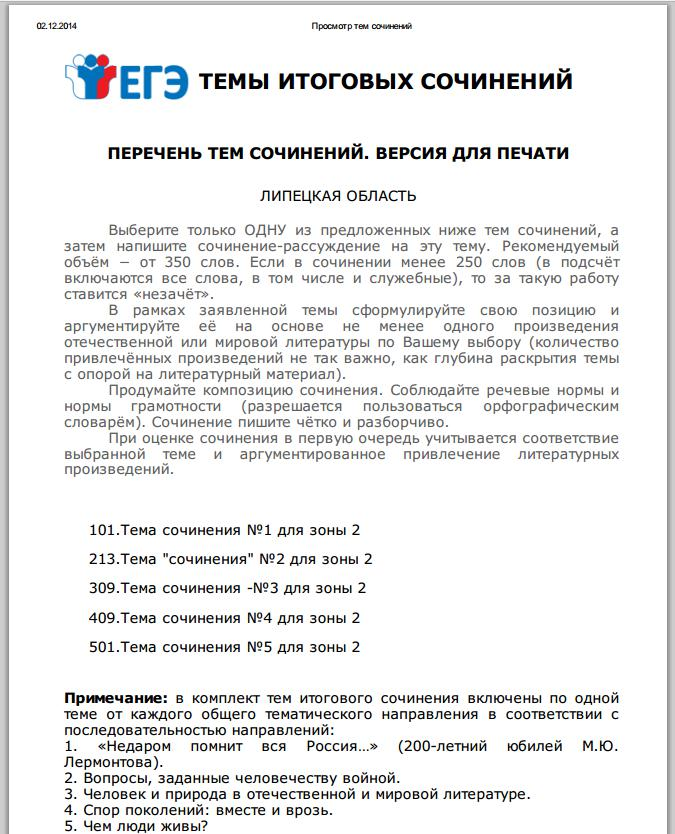 02.12.2014 Просмотр тем сочинений
ЕГЭ ТЕМЫ ИТОГОВЫХ СОЧИНЕНИЙ
ПЕРЕЧЕНЬ ТЕМ СОЧИНЕНИЙ. ВЕРСИЯ ДЛЯ ПЕЧАТИ
ЛИПЕЦКАЯ ОБЛАСТЬ
Выберите только ОДНУ из предложенных ниже тем сочинений, а
затем напишите сочинение-рассуждение на эту тему. Рекомендуемый
объём – от 350 слов. Если в сочинении менее 250 слов (в подсчёт
включаются все слова, в том числе и служебные), то за такую работу
ставится «незачёт».
В рамках заявленной темы сформулируйте свою позицию и
аргументируйте её на основе не менее одного произведения
отечественной или мировой литературы по Вашему выбору (количество
привлечённых произведений не так важно, как глубина раскрытия темы
с опорой на литературный материал).
Продумайте композицию сочинения. Соблюдайте речевые нормы и
нормы грамотности (разрешается пользоваться орфографическим
словарём). Сочинение пишите чётко и разборчиво.
При оценке сочинения в первую очередь учитывается соответствие
выбранной теме и аргументированное привлечение литературных
произведений.
101.Тема сочинения №1 для зоны 2
213.Тема "сочинения" №2 для зоны 2
309.Тема сочинения -№3 для зоны 2
409.Тема сочинения №4 для зоны 2
501.Тема сочинения №5 для зоны 2
Примечание: в комплект тем итогового сочинения включены по одной
теме от каждого общего тематического направления в соответствии с
последовательностью направлений:
1. «Недаром помнит вся Россия…» (200-летний юбилей М.Ю.
Лермонтова).
2. Вопросы, заданные человечеству войной.
3. Человек и природа в отечественной и мировой литературе.
4. Спор поколений: вместе и врозь.
5. Чем люди живы?